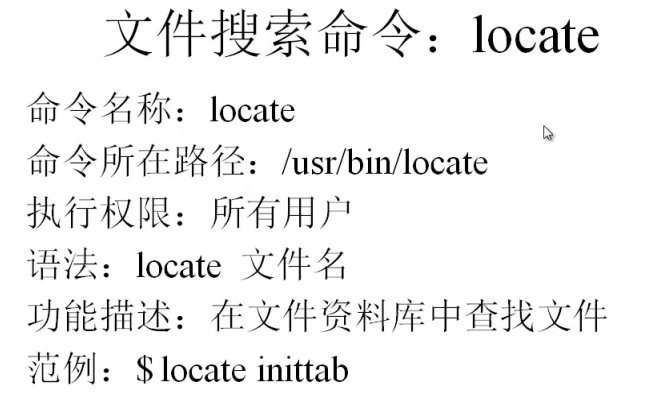 文件搜索命令：locate
命令名称：locate
命令所在路径：/usr/bin/locate
执行权限：所有用户
语法：locate 文件名
功能描述：在文件资料库中查找文件
范例：$ locate inittab